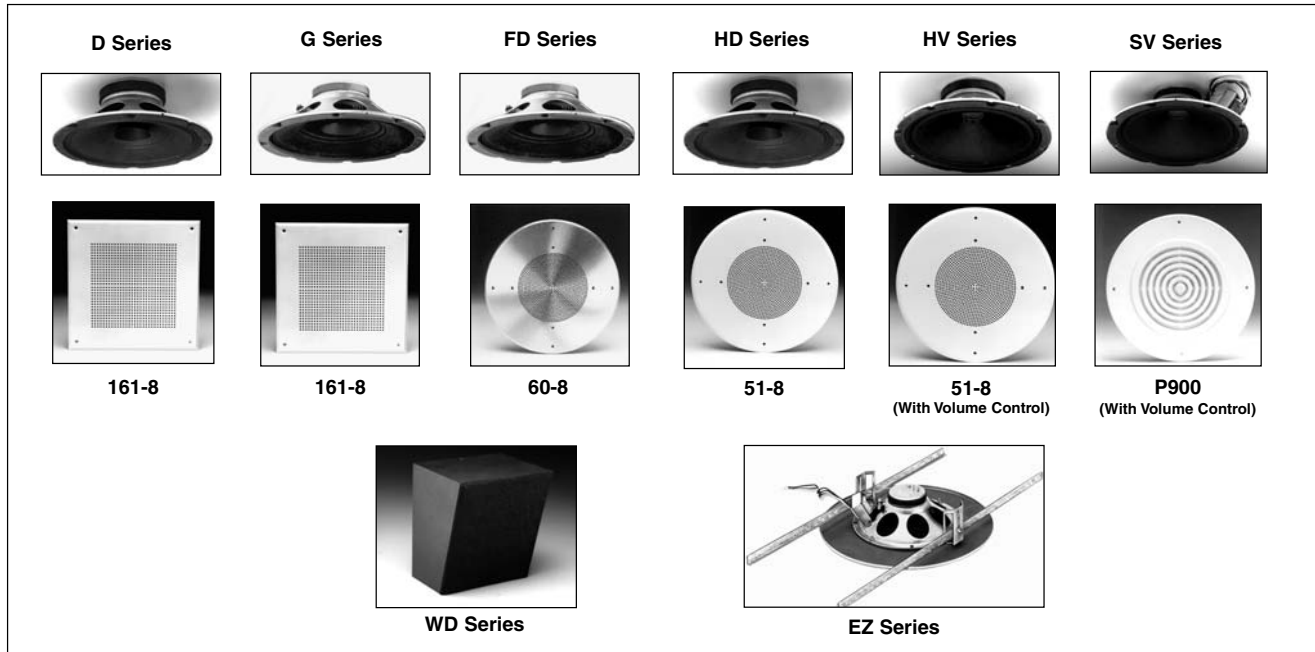 D Series
G Series
FD Series
HD Series
HV Series
SV Series
161-8
161-8
60-8
51-8
51-8
(With Volume Control)
P900
(With Volume Control)
WD Series
EZ Series